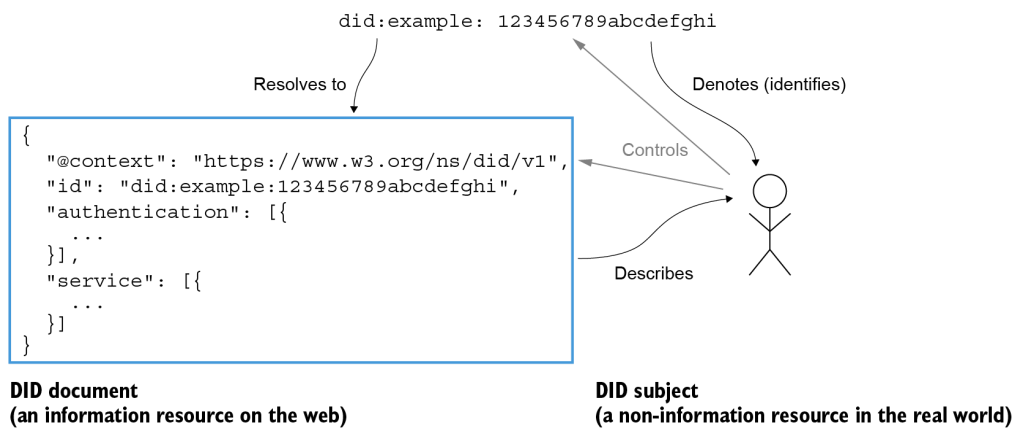 did:example: 123456789abcdefghi
Resolves to
Denotes (identifies)
Controls
{
"@context": "https://www.w3.org/ns/did/v1",
"id": "did:example:123456789abcdefghi",
"authentication": [{
...
}],
"service": [{
...
}]
}
Describes
DID document
(an information resource on the web)
DID subject
(a non-information resource in the real world)